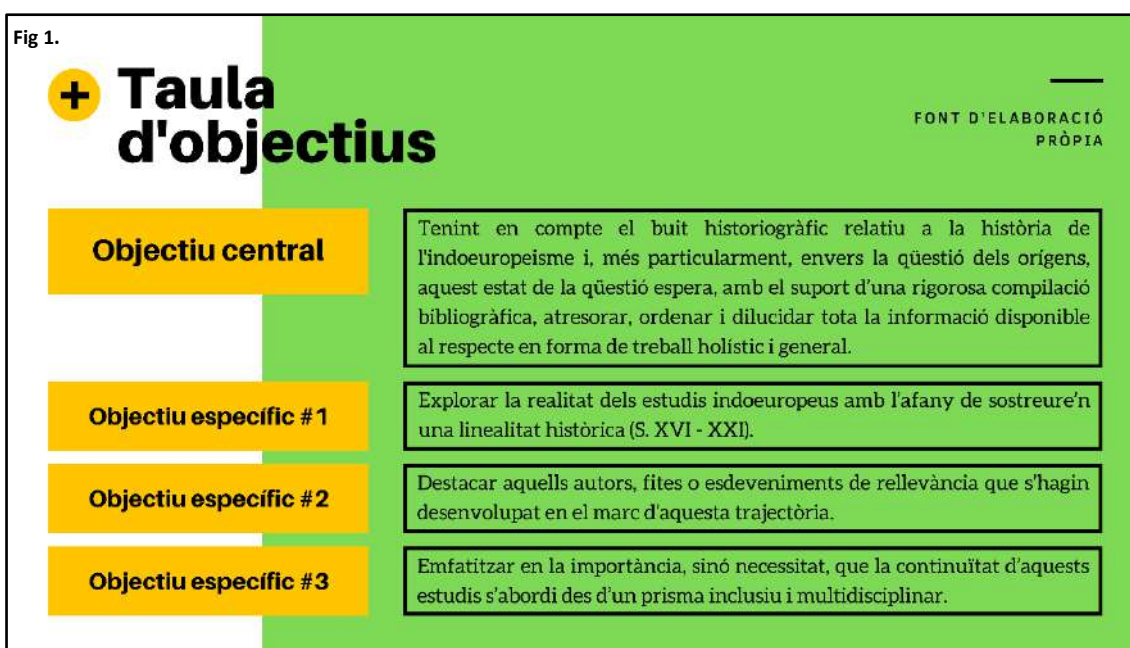 Fig 1.
+ Taula
d'objectius
FONT D'ELABORACIÓ
PRÒPIA
Objectiu central
Tenint en compte el buit historiogràfic relatiu a la història de
l'indoeuropeisme i, més particularment, envers la qüestió dels orígens,
aquest estat de la qüestió espera, amb el suport d'una rigorosa compilació
bibliogràfica, atresorar, ordenar i dilucidar tota la informació disponible
al respecte en forma de treball holístic i general.
Objectiu específic #1
Explorar la realitat dels estudis indoeuropeus amb l'afany de sostreure'n
una linealitat històrica (S. XVI - XXI).
Objectiu específic #2
Destacar aquells autors, fites o esdeveniments de rellevància que s'hagin
desenvolupat en el marc d'aquesta trajectòria.
Objectiu específic #3
Emfatitzar en la importància, sinó necessitat, que la continuïtat d'aquests
estudis s'abordi des d'un prisma inclusiu i multidisciplinar.